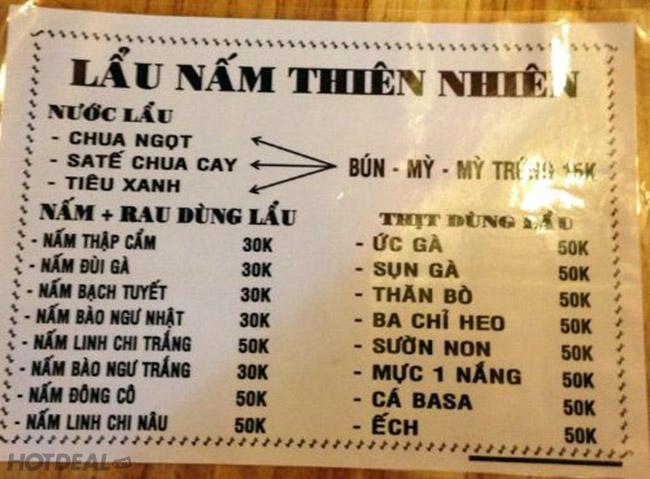 LẨU NẤM THIÊN NHIÊN
NƯỚC LẨU
- CHUA NGỌT
- SATẾ CHUA CAY
- TIÊU XANH
BÚN - MỲ - MỲ TRỨNG 15K
NẤM + RAU DÙNG LẨU
- NẤM THẬP CẨM 30K
- NẤM ĐÙI GÀ 30K
- NẤM BẠCH TUYẾT 30K
- NẤM BÀO NGƯ NHẬT 30K
- NẤM LINH CHI TRẮNG 50K
- NẤM BÀO NGƯ TRẮNG 30K
- NẤM ĐÔNG CÔ 50K
- NẤM LINH CHI NÂU 50K
THỊT DÙNG LẨU
- ỨC GÀ 50K
- SỤN GÀ 50K
- THĂN BÒ 50K
- BA CHỈ HEO 50K
- SƯỜN NON 50K
- MỰC 1 NẮNG 50K
- CÁ BASA 50K
- ẾCH 50K
HOTDEAL.VN